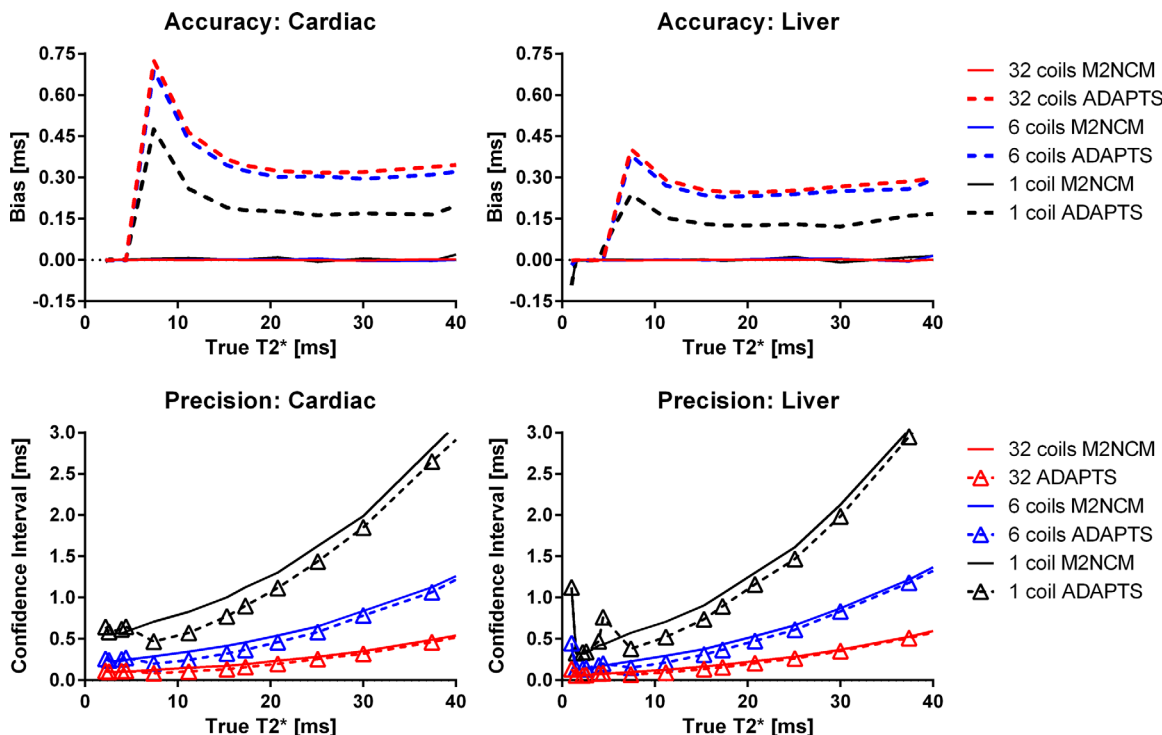 Accuracy: Cardiac
Bias [ms]
0.75
0.60
0.45
0.30
0.15
0.00
-0.15
0 10 20 30 40
True T2* [ms]
Accuracy: Liver
Bias [ms]
0.75
0.60
0.45
0.30
0.15
0.00
-0.15
0 10 20 30 40
True T2* [ms]
32 coils M2NCM
32 coils ADAPTS
6 coils M2NCM
6 coils ADAPTS
1 coil M2NCM
1 coil ADAPTS
Precision: Cardiac
Confidence Interval [ms]
3.0
2.5
2.0
1.5
1.0
0.5
0.0
0 10 20 30 40
True T2* [ms]
Precision: Liver
Confidence Interval [ms]
3.0
2.5
2.0
1.5
1.0
0.5
0.0
0 10 20 30 40
True T2* [ms]
32 coils M2NCM
32 ADAPTS
6 coils M2NCM
6 coils ADAPTS
1 coil M2NCM
1 coil ADAPTS